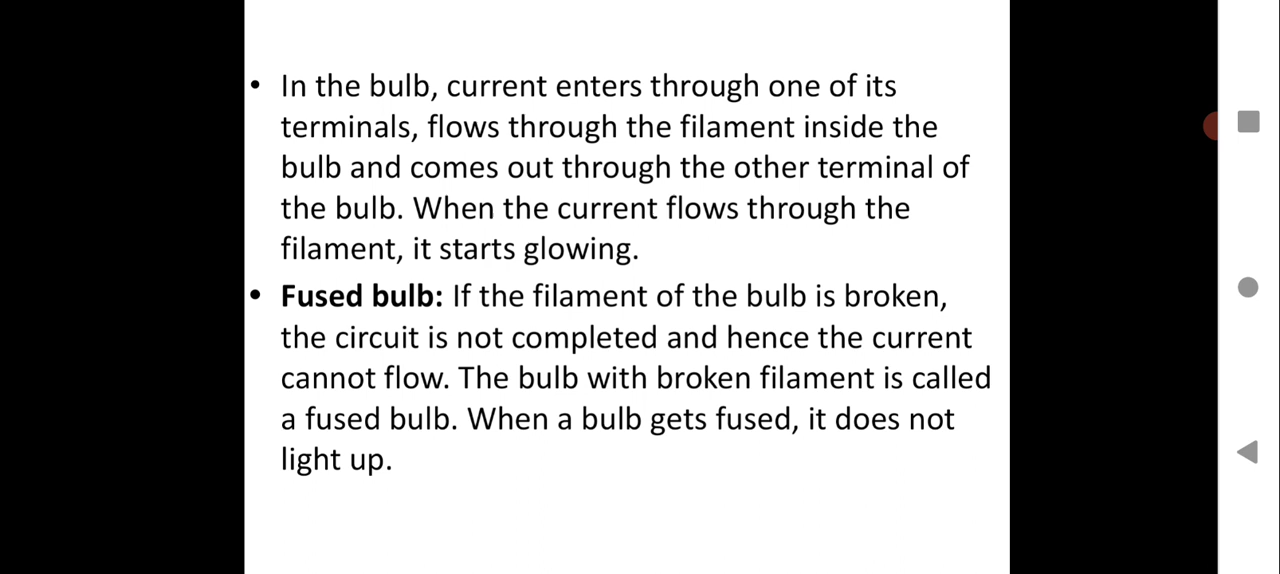 • In the bulb, current enters through one of its
terminals, flows through the filament inside the
bulb and comes out through the other terminal of
the bulb. When the current flows through the
filament, it starts glowing.
• Fused bulb: If the filament of the bulb is broken,
the circuit is not completed and hence the current
cannot flow. The bulb with broken filament is called
a fused bulb. When a bulb gets fused, it does not
light up.